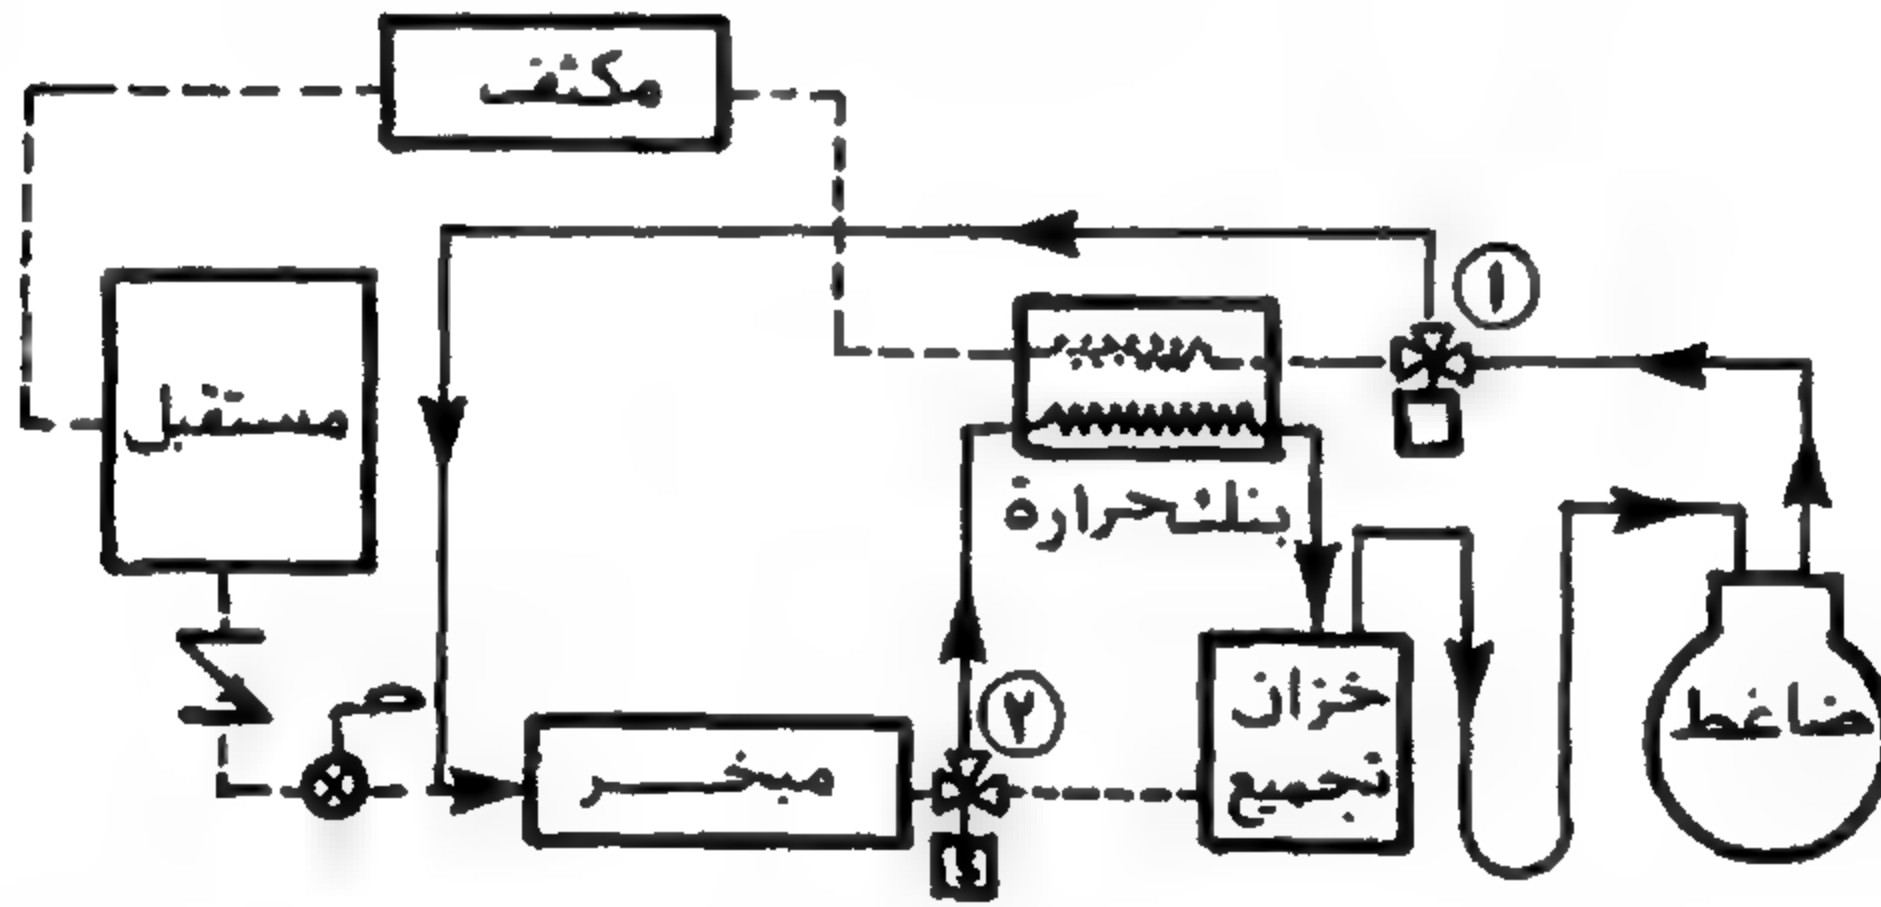 مكثف
١
مستقبل
بنك حرارة
٢
خزان
تجميع
ضاغط
مبخر